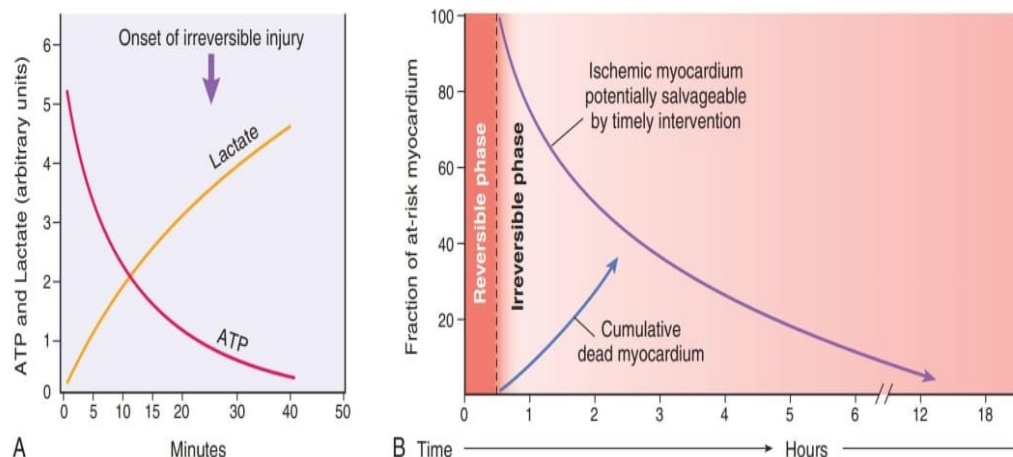 Onset of irreversible injury
Lactate
ATP
ATP and Lactate (arbitrary units)
6
5
4
3
2
1
0
0 5 10 15 20 30 40 50
A Minutes
Fraction of at-risk myocardium
100
80
60
40
20
Reversible phase
Irreversible phase
Ischemic myocardium
potentially salvageable
by timely intervention
Cumulative
dead myocardium
0 1 2 3 4 5 6 12 18
B Time Hours